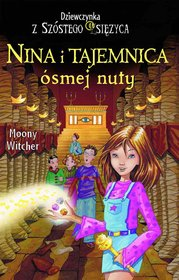 Dziewczynka
Z SZÓSTEGO KSIĘŻYCA
NINA i TAJEMNICA
ósmej nuty
Moony
Witcher